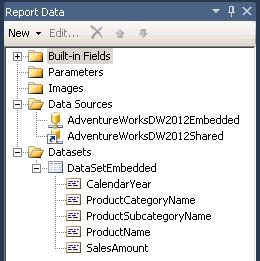 Report Data
New Edit...
Built-in Fields
Parameters
Images
Data Sources
AdventureWorksDW2012Embedded
AdventureWorksDW2012Shared
Datasets
DataSetEmbedded
CalendarYear
ProductCategoryName
ProductSubcategoryName
ProductName
SalesAmount